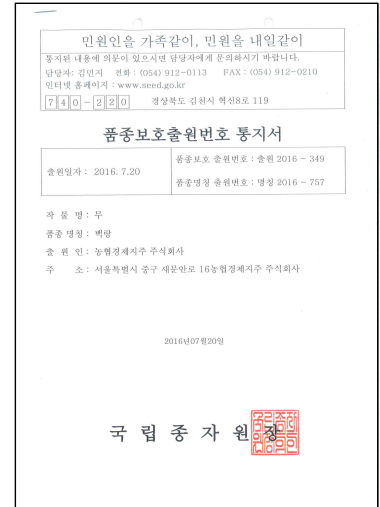 민원인을 가족같이, 민원을 내일같이
통지된 내용에 의문이 있으시면 담당자에게 문의하시기 바랍니다.
담당자: 김민지 전화 : (054) 912-0113 FAX : (054) 912-0210
인터넷 홈페이지 : www.seed.go.kr
740-220 경상북도 김천시 혁신8로 119
품종보호출원번호 통지서
출원일자 : 2016. 7.20
품종보호 출원번호 : 출원 2016 - 349
품종명칭 출원번호 : 명칭 2016 - 757
작 물 명 : 무
품종 명칭 : 백랑
출 원 인 : 농협경제지주 주식회사
주 소 : 서울특별시 중구 새문안로 16농협경제지주 주식회사
2016년07월20일
국 립 종 자 원 장